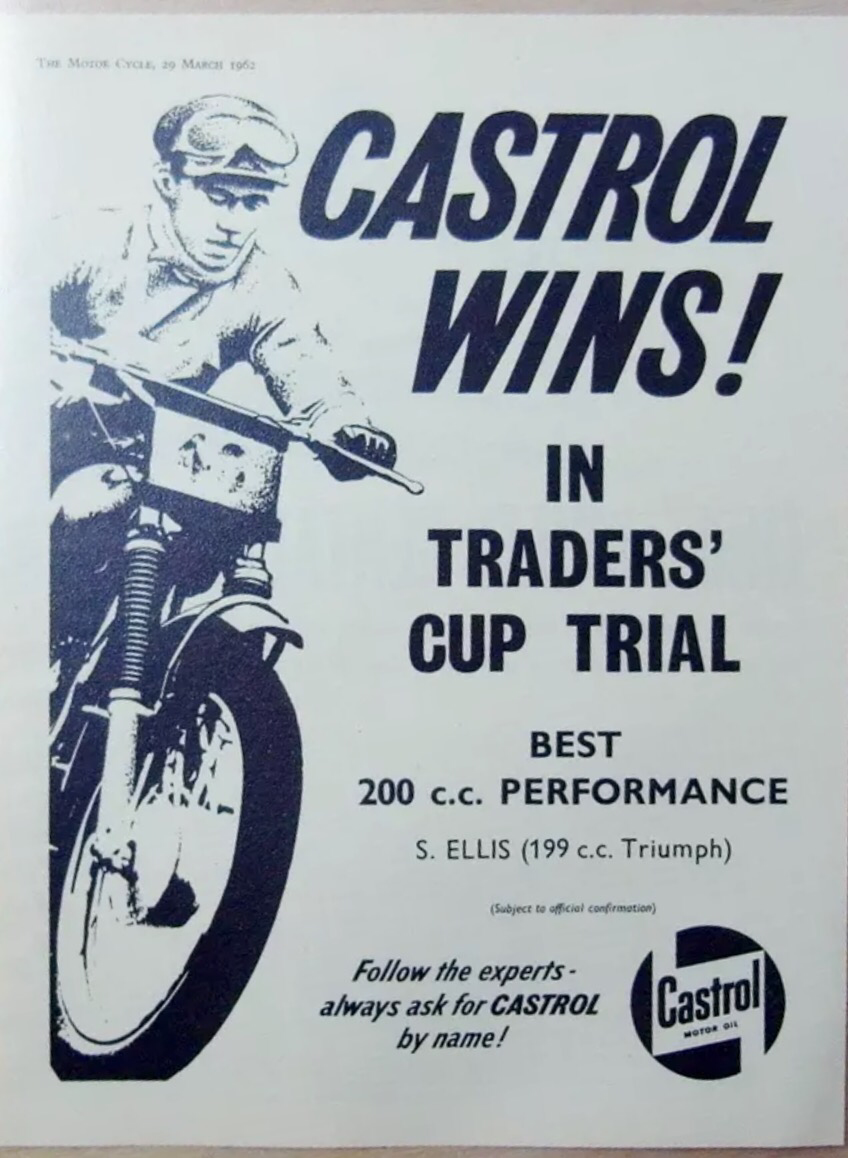 THE MOTOR CYCLE, 29 MARCH 1962
CASTROL
WINS!
IN
TRADERS'
CUP TRIAL
BEST
200 c.c. PERFORMANCE
S. ELLIS (199 c.c. Triumph)
(Subject to official confirmation)
Follow the experts -
always ask for CASTROL
by name!
Castrol
MOTOR OIL